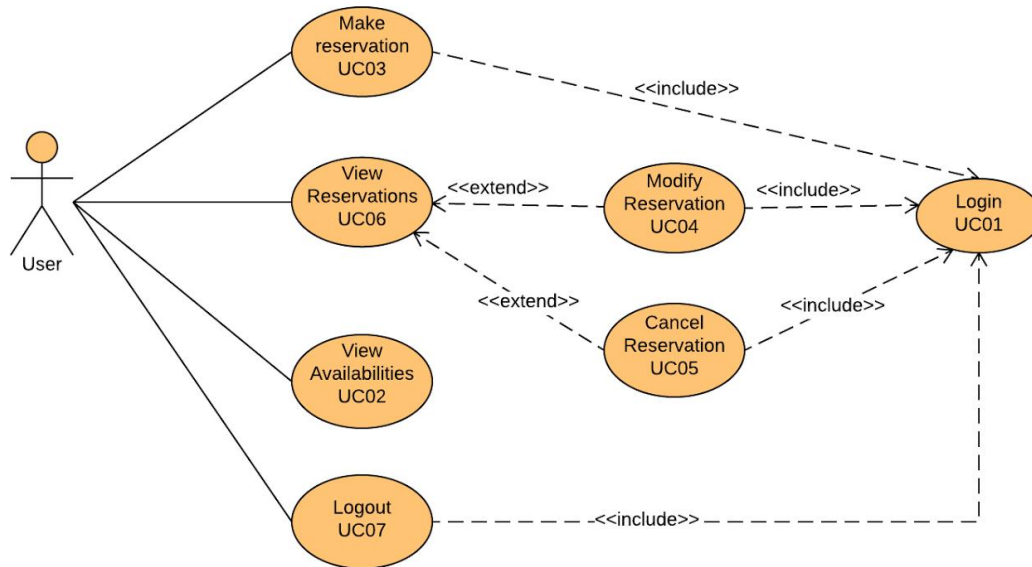 Make
reservation
UC03
<<include>>
View
Reservations
UC06
<<extend>>
Modify
Reservation
UC04
<<include>>
Login
UC01
User
<<extend>>
Cancel
Reservation
UC05
<<include>>
View
Availabilities
UC02
Logout
UC07
<<include>>